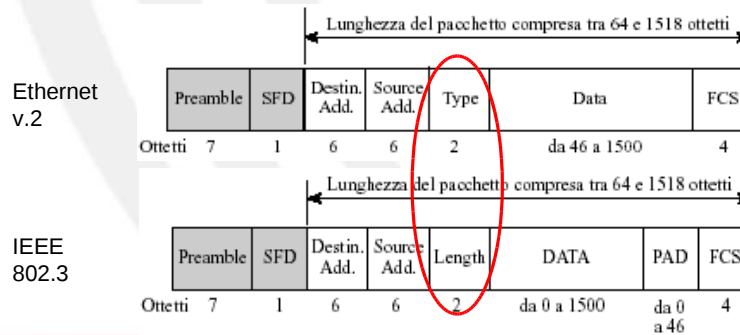 Lunghezza del pacchetto compresa tra 64 e 1518 ottetti
Ethernet
v.2
Preamble SFD Destin. Add. Source Add. Type Data FCS
Ottetti 7 1 6 6 2 da 46 a 1500 4
Lunghezza del pacchetto compresa tra 64 e 1518 ottetti
IEEE
802.3
Preamble SFD Destin. Add. Source Add. Length DATA PAD FCS
Ottetti 7 1 6 6 2 da 0 a 1500 da 0 a 46 4